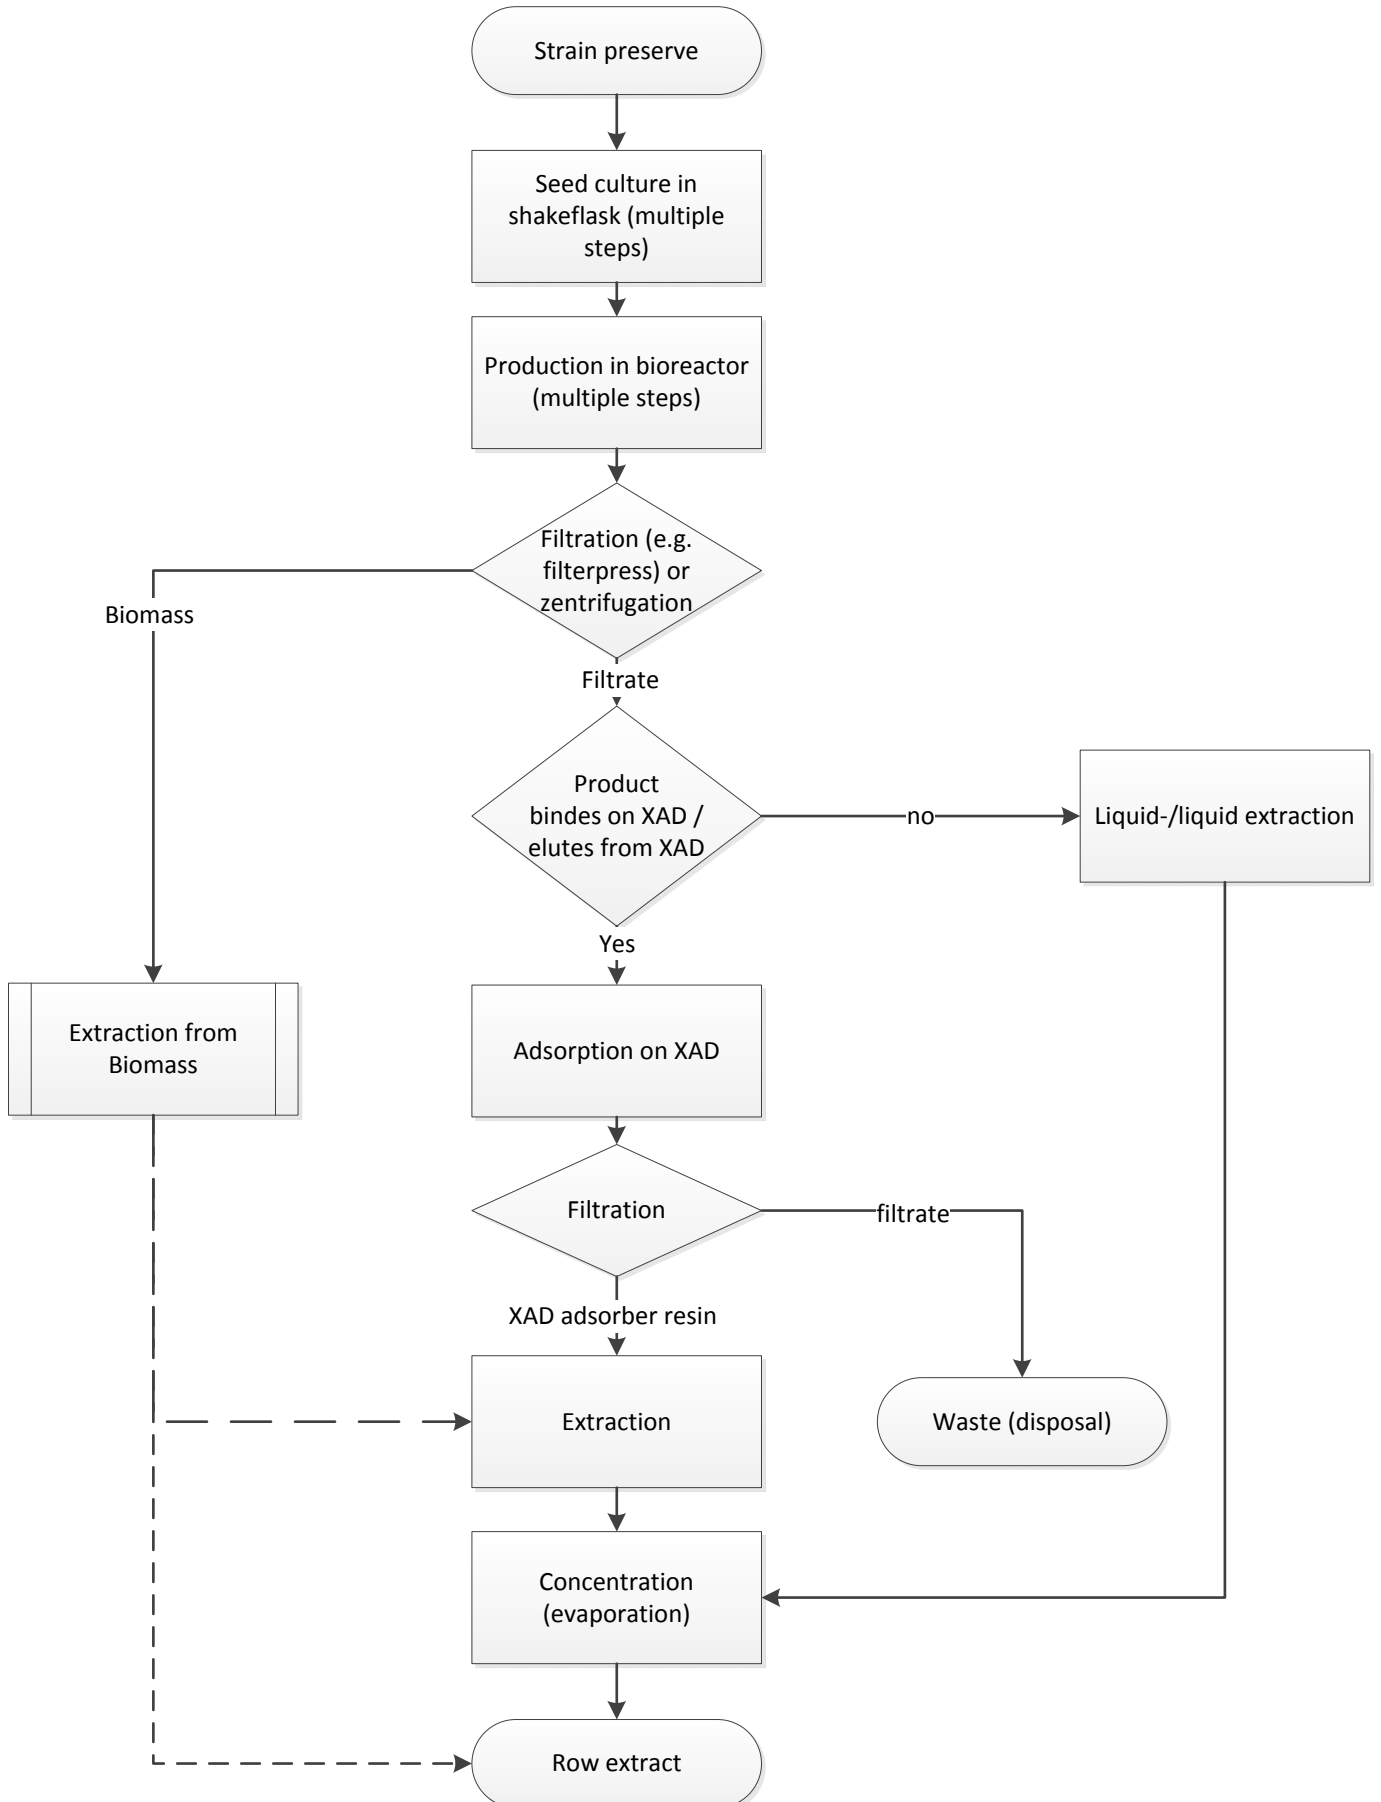 Strain preserve
Seed culture in
shakeflask (multiple
steps)
Production in bioreactor
(multiple steps)
Filtration (e.g.
filterpress) or
zentrifugation
Biomass
Filtrate
Product
bindes on XAD /
elutes from XAD
no
Liquid-/liquid extraction
Yes
Extraction from
Biomass
Adsorption on XAD
Filtration
filtrate
XAD adsorber resin
Extraction
Waste (disposal)
Concentration
(evaporation)
Row extract